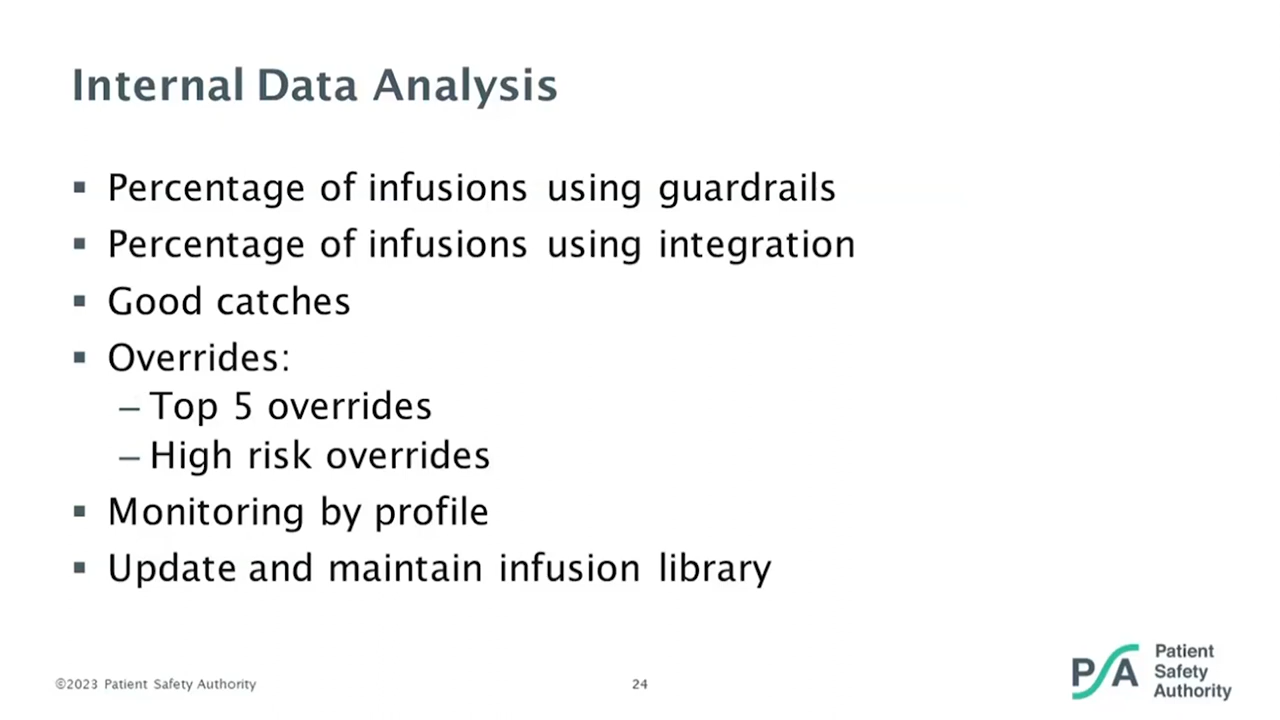 Internal Data Analysis
▪ Percentage of infusions using guardrails
▪ Percentage of infusions using integration
▪ Good catches
▪ Overrides:
– Top 5 overrides
– High risk overrides
▪ Monitoring by profile
▪ Update and maintain infusion library
©2023 Patient Safety Authority
24
PSA
Patient
Safety
Authority